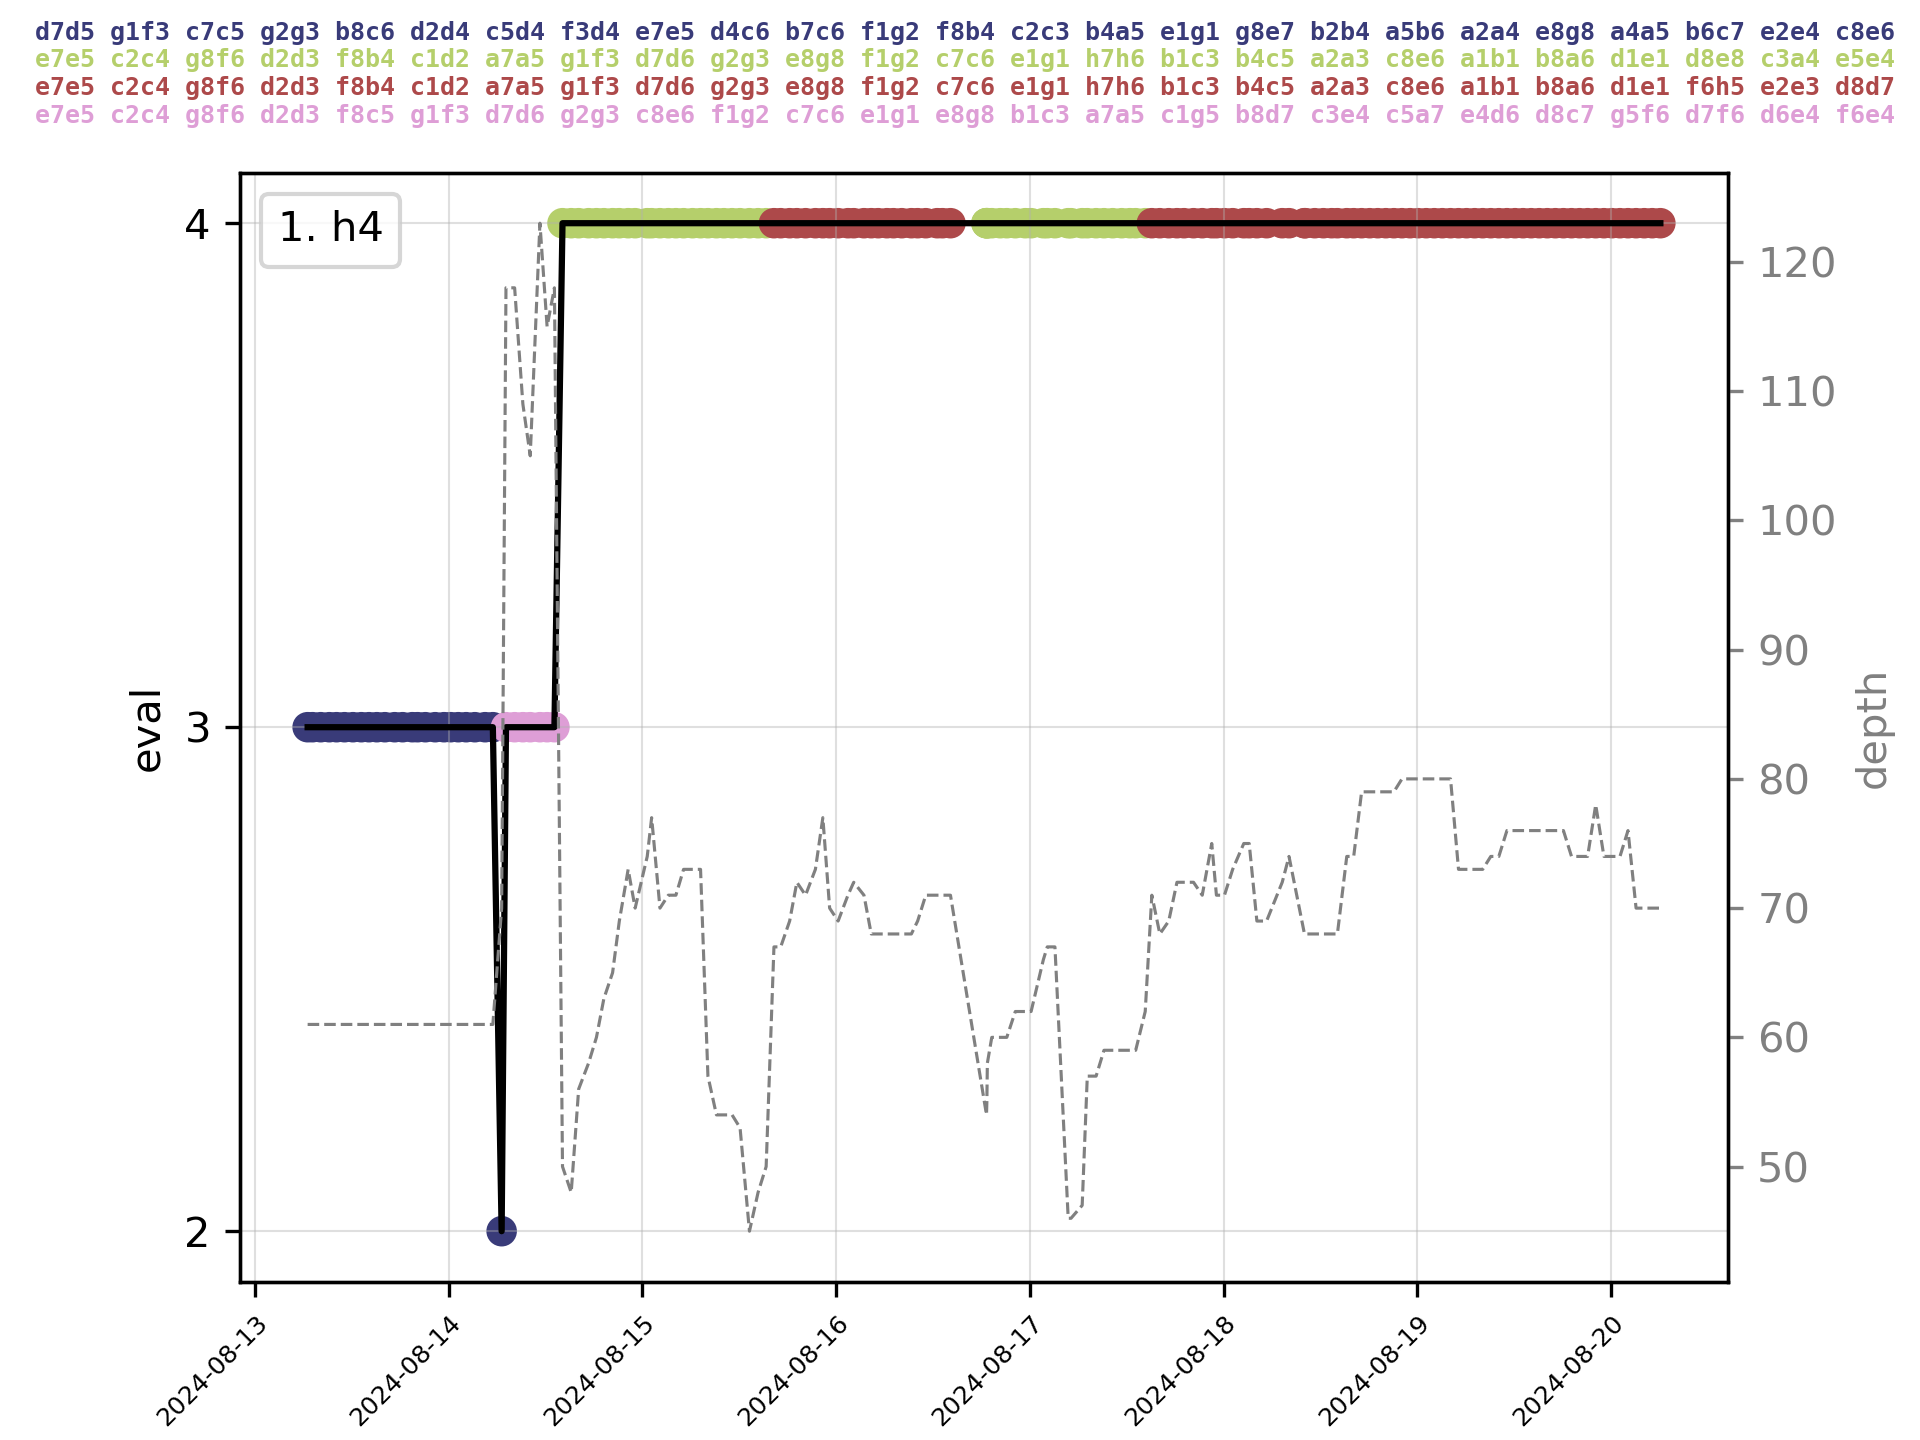 d7d5 g1f3 c7c5 g2g3 b8c6 d2d4 c5d4 f3d4 e7e5 d4c6 b7c6 f1g2 f8b4 c2c3 b4a5 e1g1 g8e7 b2b4 a5b6 a2a4 e8g8 a4a5 b6c7 e2e4 c8e6
e7e5 c2c4 g8f6 d2d3 f8b4 c1d2 a7a5 g1f3 d7d6 g2g3 e8g8 f1g2 c7c6 e1g1 h7h6 b1c3 b4c5 a2a3 c8e6 a1b1 b8a6 d1e1 d8e8 c3a4 e5e4
e7e5 c2c4 g8f6 d2d3 f8b4 c1d2 a7a5 g1f3 d7d6 g2g3 e8g8 f1g2 c7c6 e1g1 h7h6 b1c3 b4c5 a2a3 c8e6 a1b1 b8a6 d1e1 f6h5 e2e3 d8d7
e7e5 c2c4 g8f6 d2d3 f8c5 g1f3 d7d6 g2g3 c8e6 f1g2 c7c6 e1g1 e8g8 b1c3 a7a5 c1g5 b8d7 c3e4 c5a7 e4d6 d8c7 g5f6 d7f6 d6e4 f6e4
1. h4
4
3
2
eval
120
110
100
90
80
70
60
50
depth
2024-08-13
2024-08-14
2024-08-15
2024-08-16
2024-08-17
2024-08-18
2024-08-19
2024-08-20